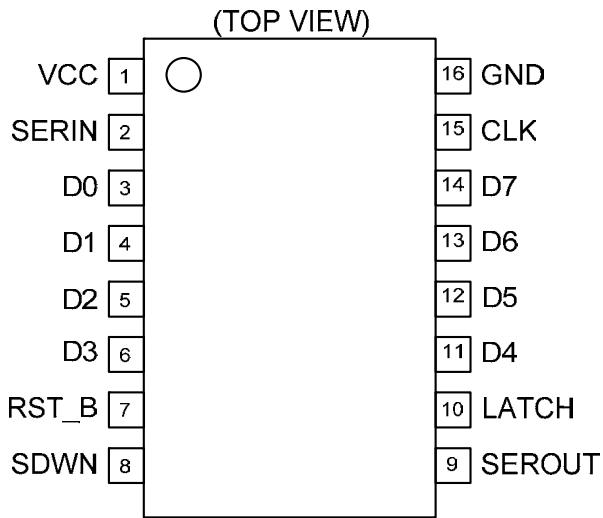 (TOP VIEW)
VCC 1 16 GND
SERIN 2 15 CLK
D0 3 14 D7
D1 4 13 D6
D2 5 12 D5
D3 6 11 D4
RST_B 7 10 LATCH
SDWN 8 9 SEROUT